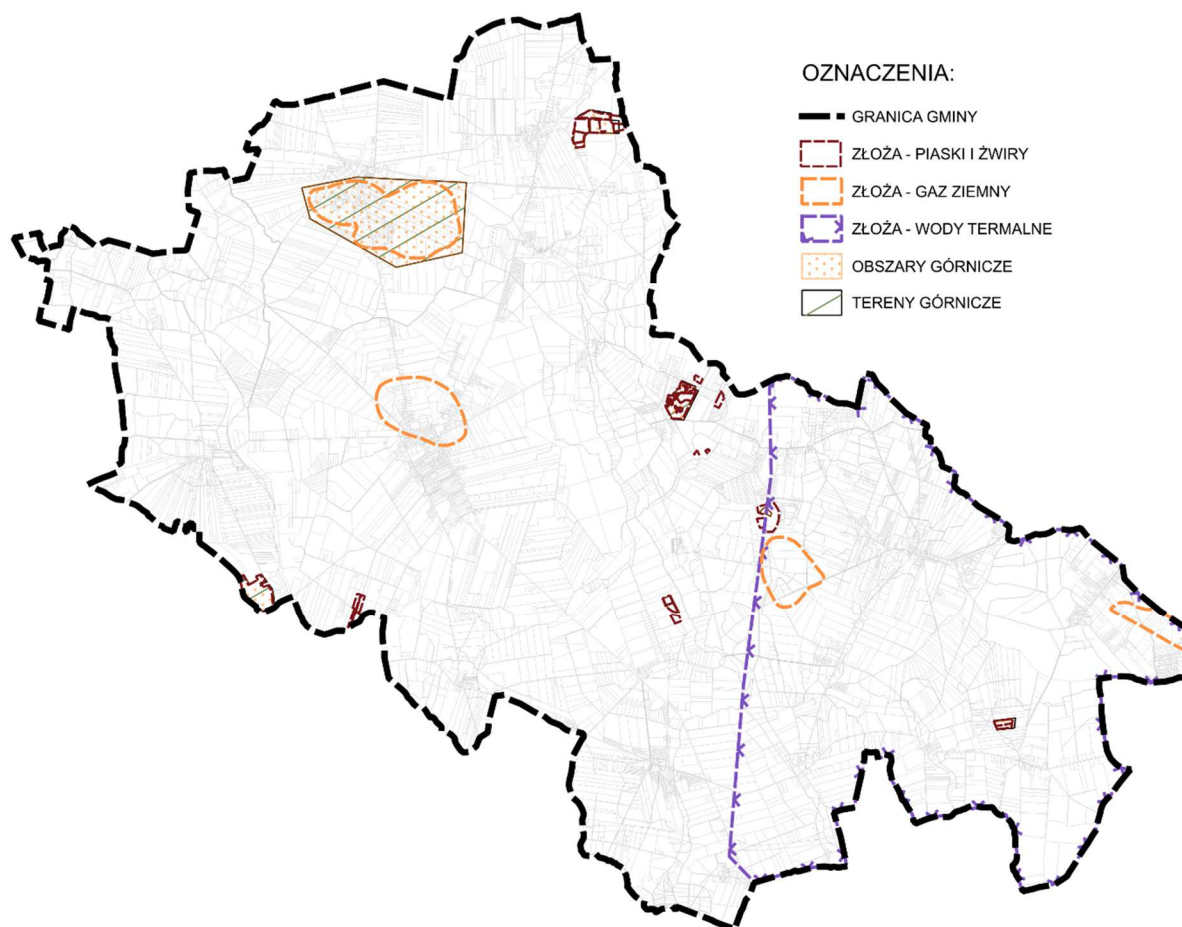 OZNACZENIA:
GRANICA GMINY
ZŁOŻA - PIASKI I ŻWIRY
ZŁOŻA - GAZ ZIEMNY
ZŁOŻA - WODY TERMALNE
OBSZARY GÓRNICZE
TERENY GÓRNICZE